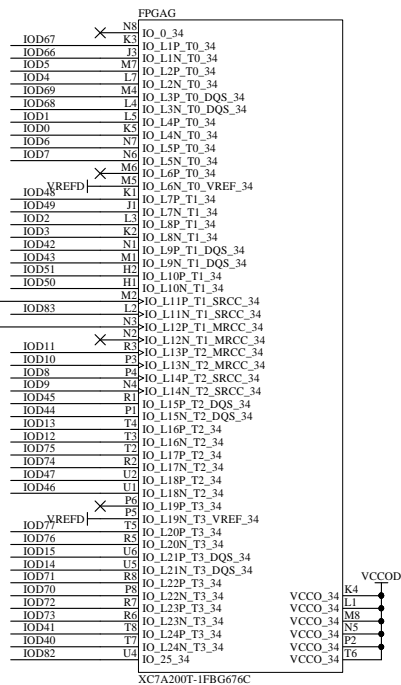 FPGAG
N8 IO_0_34
IOD67 K3 IO_L1P_T0_34
IOD66 J3 IO_L1N_T0_34
IOD5 M7 IO_L2P_T0_34
IOD4 L7 IO_L2N_T0_34
IOD69 M4 IO_L3P_T0_DQS_34
IOD68 L4 IO_L3N_T0_DQS_34
IOD1 L5 IO_L4P_T0_34
IOD0 K5 IO_L4N_T0_34
IOD6 N7 IO_L5P_T0_34
IOD7 N6 IO_L5N_T0_34
M6 IO_L6P_T0_34
VREFD M5 IO_L6N_T0_VREF_34
IOD48 K1 IO_L7P_T1_34
IOD49 J1 IO_L7N_T1_34
IOD2 L3 IO_L8P_T1_34
IOD3 K2 IO_L8N_T1_34
IOD42 N1 IO_L9P_T1_DQS_34
IOD43 M1 IO_L9N_T1_DQS_34
IOD51 H2 IO_L10P_T1_34
IOD50 H1 IO_L10N_T1_34
M2 IO_L11P_T1_SRCC_34
IOD83 L2 IO_L11N_T1_SRCC_34
N3 IO_L12P_T1_MRCC_34
N2 IO_L12N_T1_MRCC_34
IOD11 R3 IO_L13P_T2_MRCC_34
IOD10 P3 IO_L13N_T2_MRCC_34
IOD8 P4 IO_L14P_T2_SRCC_34
IOD9 N4 IO_L14N_T2_SRCC_34
IOD45 R1 IO_L15P_T2_DQS_34
IOD44 P1 IO_L15N_T2_DQS_34
IOD13 T4 IO_L16P_T2_34
IOD12 T3 IO_L16N_T2_34
IOD75 T2 IO_L17P_T2_34
IOD74 R2 IO_L17N_T2_34
IOD47 U2 IO_L18P_T2_34
IOD46 U1 IO_L18N_T2_34
P6 IO_L19P_T3_34
VREFD P5 IO_L19N_T3_VREF_34
IOD77 T5 IO_L20P_T3_34
IOD76 R5 IO_L20N_T3_34
IOD15 U6 IO_L21P_T3_DQS_34
IOD14 U5 IO_L21N_T3_DQS_34
IOD71 R8 IO_L22P_T3_34
VCCOD
IOD70 P8 IO_L22N_T3_34 VCCO_34 K4
IOD72 R7 IO_L23P_T3_34 VCCO_34 L1
IOD73 R6 IO_L23N_T3_34 VCCO_34 M8
IOD41 T8 IO_L24P_T3_34 VCCO_34 N5
IOD40 T7 IO_L24N_T3_34 VCCO_34 P2
IOD82 U4 IO_25_34 VCCO_34 T6
XC7A200T-1FBG676C